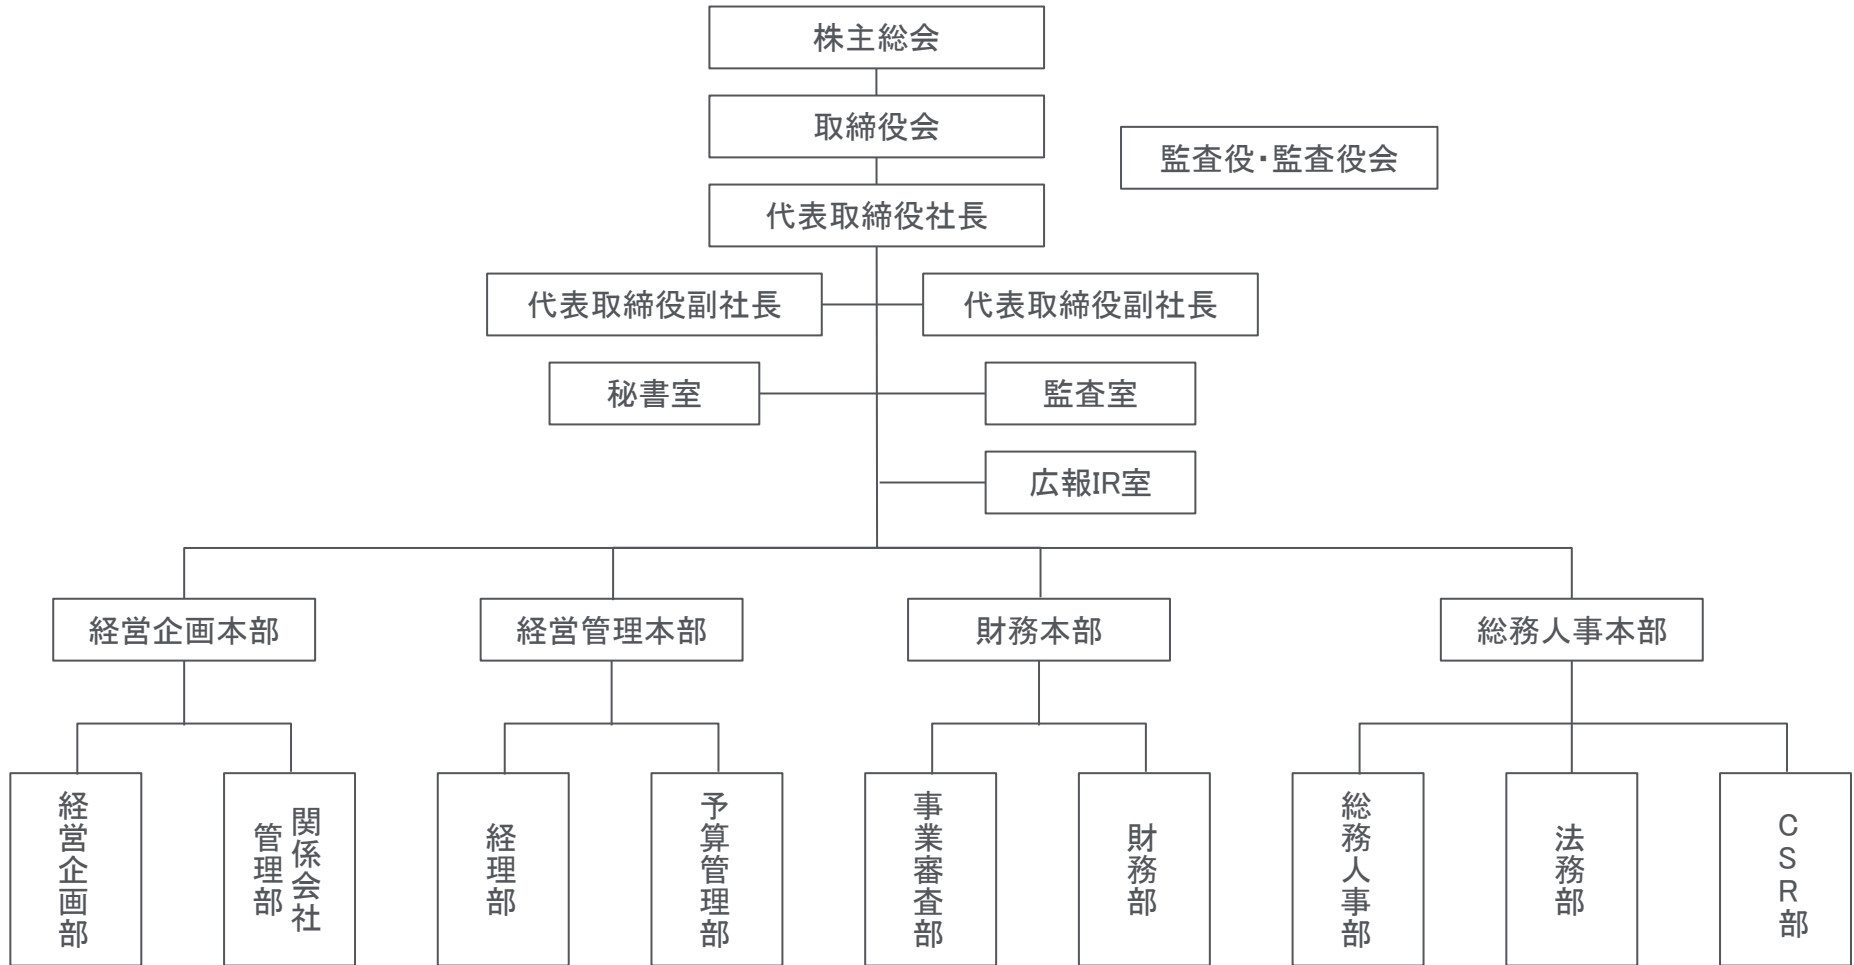 株主総会
取締役会
監査役・監査役会
代表取締役社長
代表取締役副社長
代表取締役副社長
秘書室
監査室
広報IR室
経営企画本部
経営管理本部
財務本部
総務人事本部
経営企画部
関係会社
管理部
経理部
予算管理部
事業審査部
財務部
総務人事部
法務部
CSR部